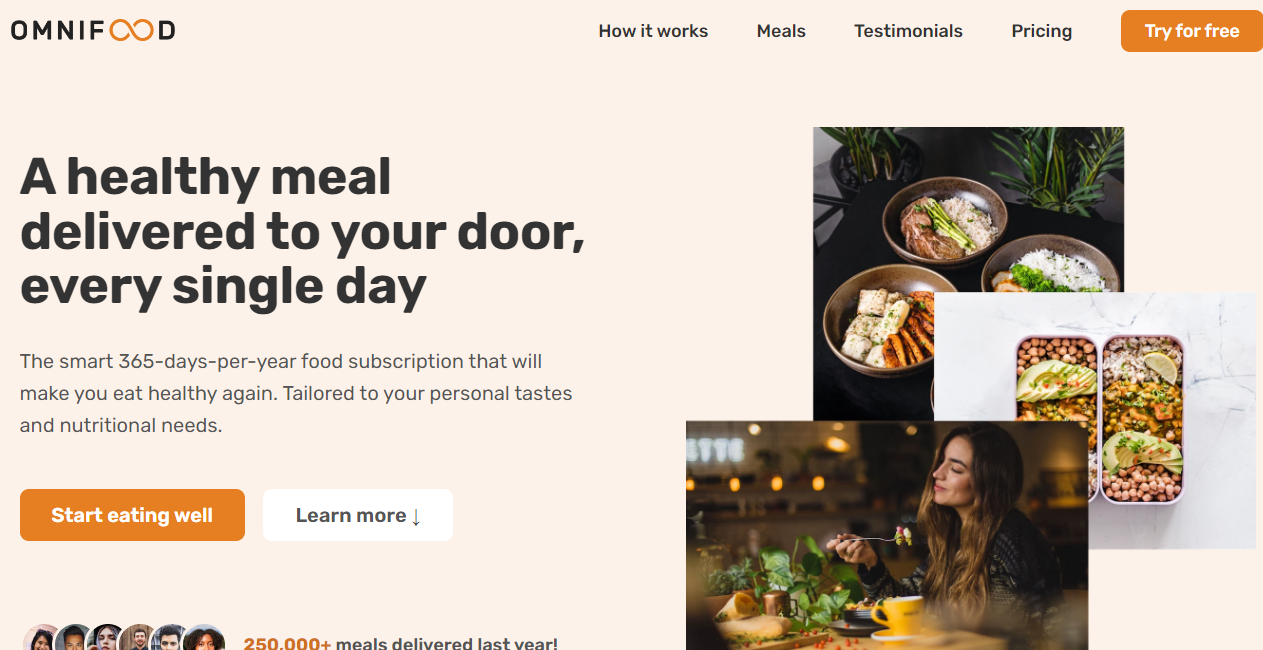 OMNIFOOD
How it works
Meals
Testimonials
Pricing
Try for free
A healthy meal
delivered to your door,
every single day
The smart 365-days-per-year food subscription that will
make you eat healthy again. Tailored to your personal tastes
and nutritional needs.
Start eating well
Learn more ↓
250,000+ meals delivered last year!